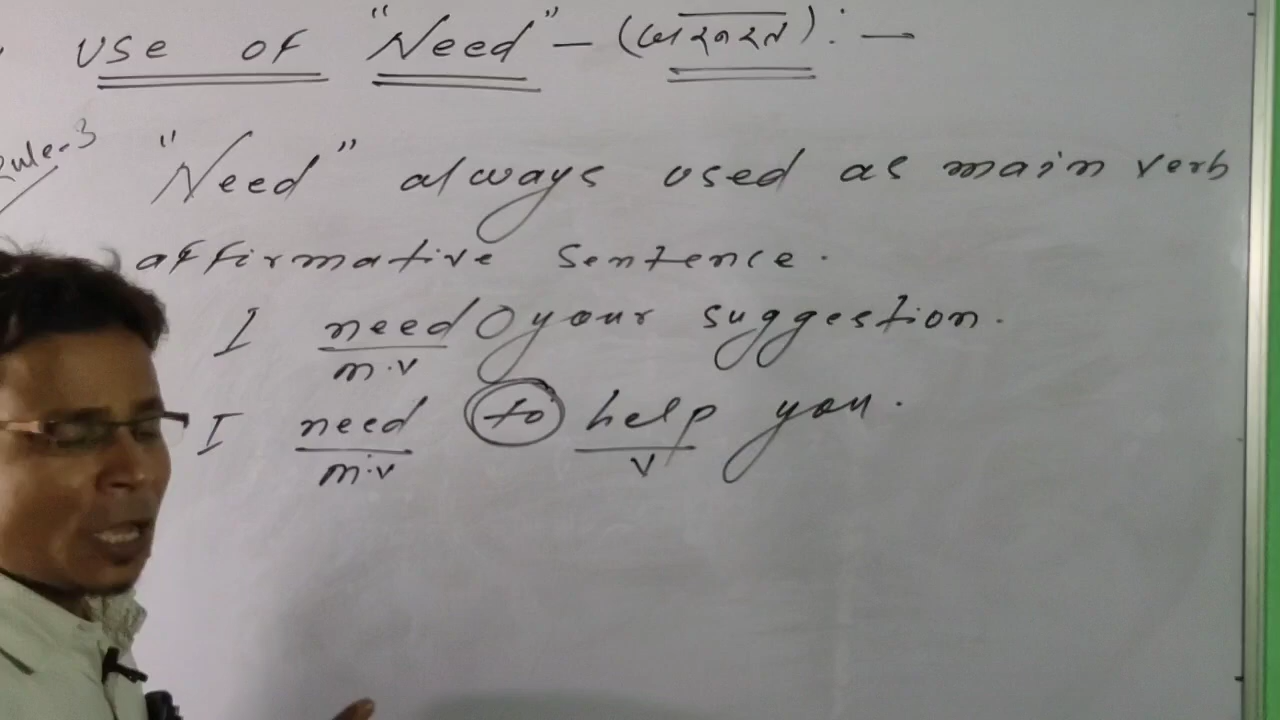 Use of "Need" – ( ) : –
Rule-3
"Need" always used as main verb
affirmative sentence.
I need your suggestion.
m.v
I need to help you.
m.v v